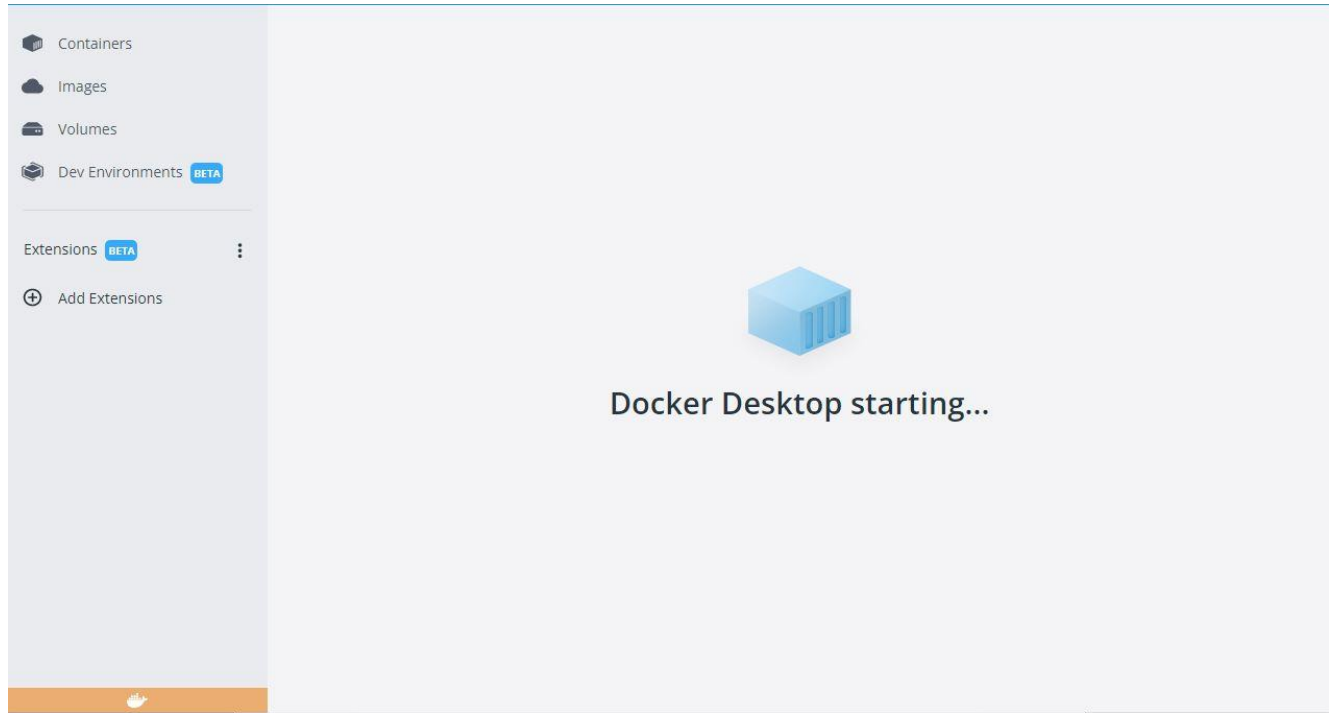 Containers
Images
Volumes
Dev Environments BETA
Extensions BETA
Add Extensions
Docker Desktop starting...